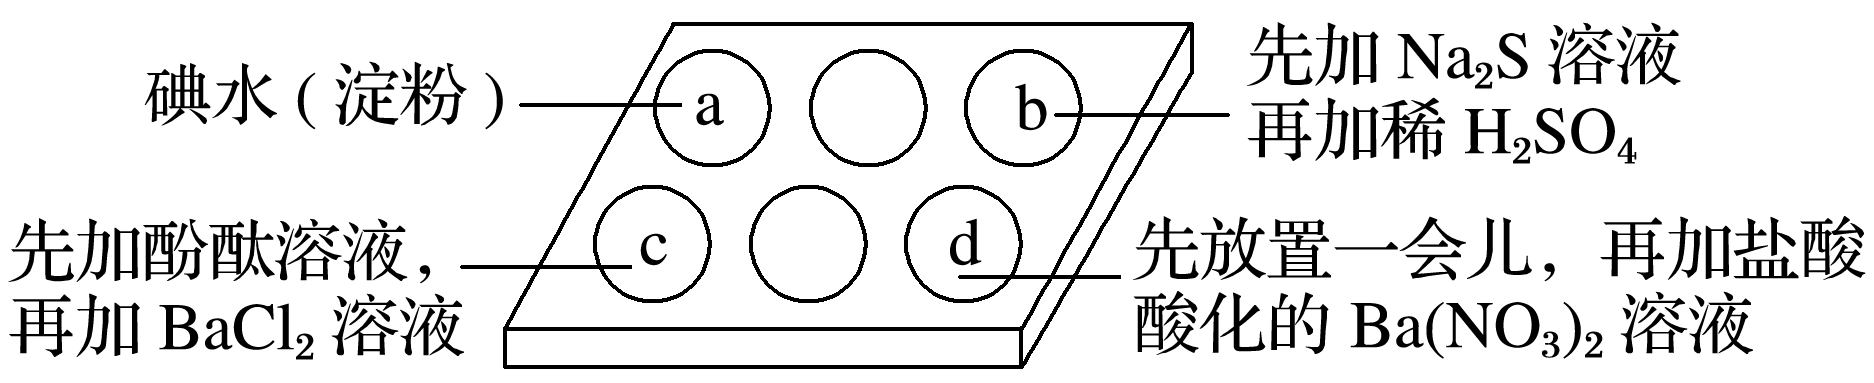 碘水(淀粉)
a
b
先加 Na₂S 溶液
再加稀 H₂SO₄
先加酚酞溶液,
再加 BaCl₂ 溶液
c
d
先放置一会儿，再加盐酸
酸化的 Ba(NO₃)₂ 溶液